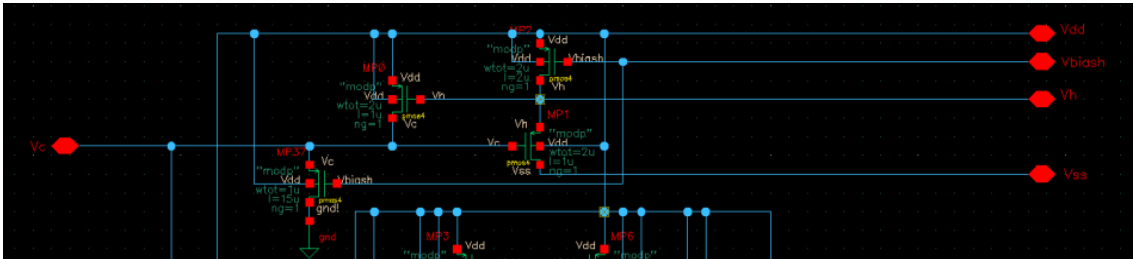 Vdd
MP2
Vdd
"modp"
Vdd
Vbiash
Vbiash
wtot=2u
l=2u
pmos4
ng=1
Vh
MP0
Vdd
"modp"
Vdd
Vh
Vh
wtot=2u
l=1u
pmos4
Vc
ng=1
MP1
Vh
"modp"
Vc
Vc
Vdd
wtot=2u
l=1u
pmos4
Vss
ng=1
Vss
MP37
Vc
"modp"
Vdd
Vbiash
wtot=1u
l=15u
pmos4
gnd!
ng=1
gnd
MP3
Vdd
"modp"
MP6
Vdd
"modp"